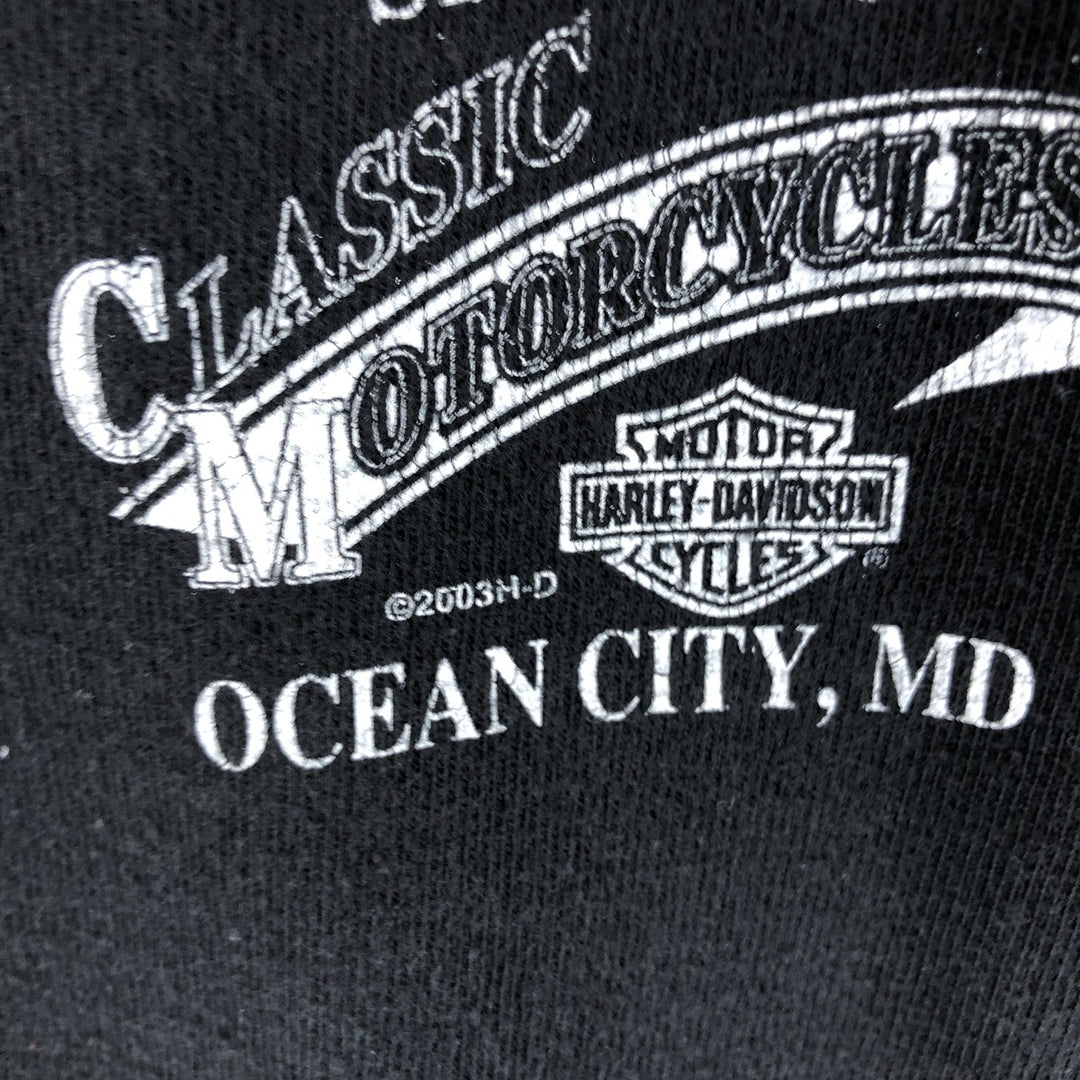 CLASSIC
MOTORCYCLES
MOTOR
HARLEY-DAVIDSON
CYCLES
®
©2003H-D
OCEAN CITY, MD